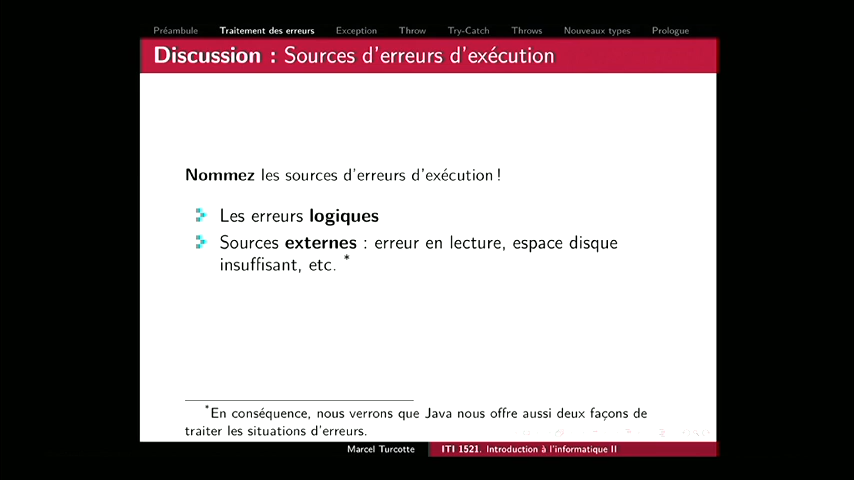 Préambule Traitement des erreurs Exception Throw Try-Catch Throws Nouveaux types Prologue
Discussion : Sources d'erreurs d'exécution
Nommez les sources d'erreurs d'exécution !
Les erreurs logiques
Sources externes : erreur en lecture, espace disque
insuffisant, etc. *
*En conséquence, nous verrons que Java nous offre aussi deux façons de
traiter les situations d'erreurs.
Marcel Turcotte ITI 1521. Introduction à l'informatique II